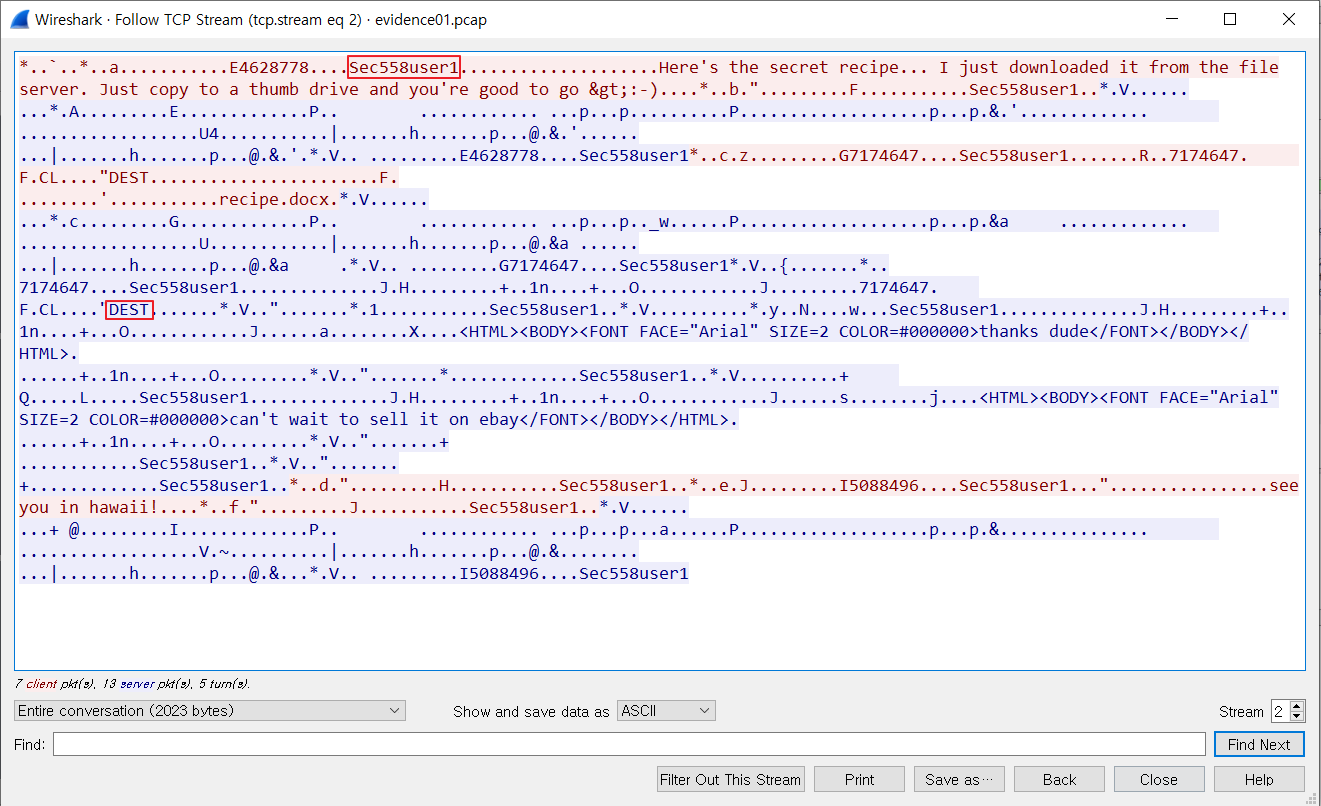 Wireshark · Follow TCP Stream (tcp.stream eq 2) · evidence01.pcap
*..`..*..a...........E4628778....Sec558user1....................Here's the secret recipe... I just downloaded it from the file
server. Just copy to a thumb drive and you're good to go &gt;:-)....*..b.".........F...........Sec558user1..*.V......
...*.A.........E.............P..        ............ ...p...p..........P...................p...p.&.'.............
..................U4...........|.......h.......p...@.&.'......
...|.......h.......p...@.&.'.*.V.. .........E4628778....Sec558user1*..c.z.........G7174647....Sec558user1.......R..7174647.
F.CL...."DEST.......................F.
........'...........recipe.docx.*.V......
...*.c.........G.............P..        ............ ...p...p.._w......P...................p...p.&a     .............
..................U............|.......h.......p...@.&a ......
...|.......h.......p...@.&a     .*.V.. .........G7174647....Sec558user1*.V..{.......*..
7174647....Sec558user1..............J.H.........+..1n....+...O............J.........7174647.
F.CL...."DEST.......*.V..".......*.1...........Sec558user1..*.V..........*.y..N....w...Sec558user1..............J.H.........+..
1n....+...O............J......a........X....<HTML><BODY><FONT FACE="Arial" SIZE=2 COLOR=#000000>thanks dude</FONT></BODY></
HTML>.
......+..1n....+...O.........*.V..".......*.............Sec558user1..*.V..........+
Q.....L.....Sec558user1..............J.H.........+..1n....+...O............J......s........j....<HTML><BODY><FONT FACE="Arial"
SIZE=2 COLOR=#000000>can't wait to sell it on ebay</FONT></BODY></HTML>.
......+..1n....+...O.........*.V..".......+
............Sec558user1..*.V..".......
+.............Sec558user1..*..d.".........H...........Sec558user1..*..e.J.........I5088496....Sec558user1..."................see
you in hawaii!....*..f.".........J...........Sec558user1..*.V......
...+ @.........I.............P..        ............ ...p...p...a......P...................p...p.&...............
..................V.~..........|.......h.......p...@.&........
...|.......h.......p...@.&...*.V.. .........I5088496....Sec558user1
7 client pkt(s), 13 server pkt(s), 5 turn(s).
Entire conversation (2023 bytes) Show and save data as ASCII Stream 2
Find: Find Next
Filter Out This Stream Print Save as… Back Close Help